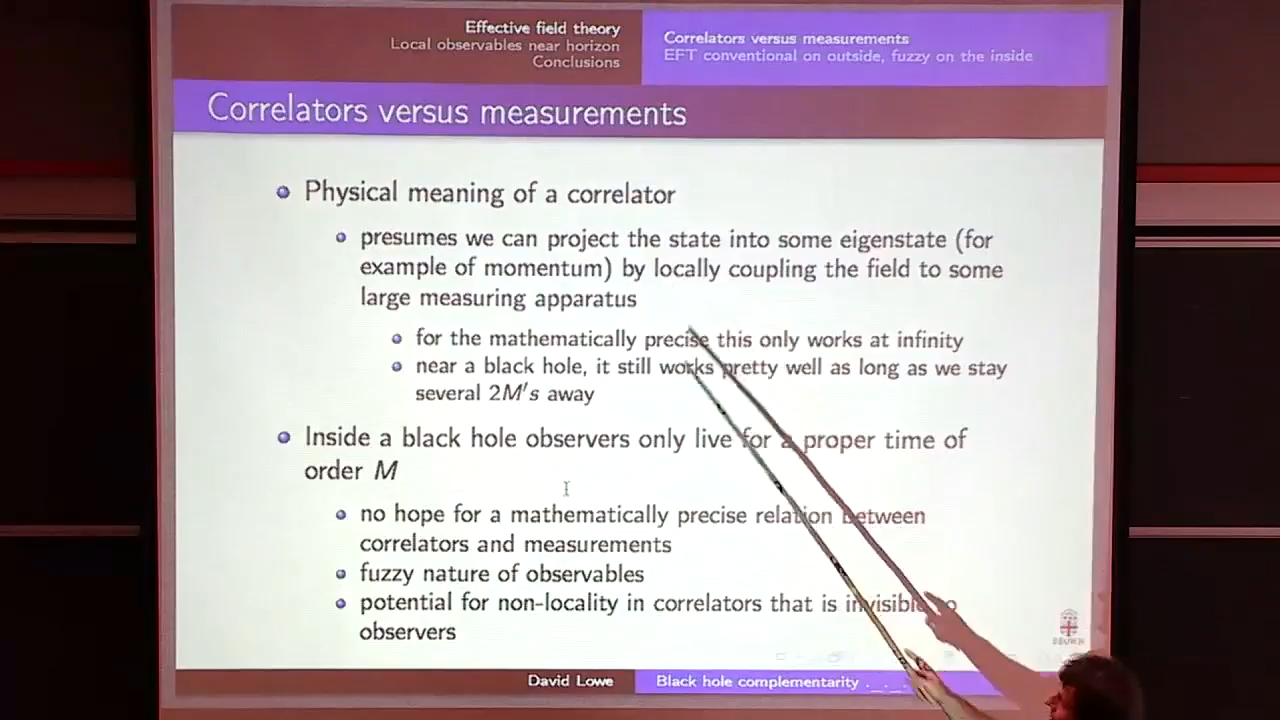 Effective field theory
Local observables near horizon
Conclusions
Correlators versus measurements
EFT conventional on outside, fuzzy on the inside
Correlators versus measurements
Physical meaning of a correlator
presumes we can project the state into some eigenstate (for
example of momentum) by locally coupling the field to some
large measuring apparatus
for the mathematically precise this only works at infinity
near a black hole, it still works pretty well as long as we stay
several 2M's away
Inside a black hole observers only live for a proper time of
order M
no hope for a mathematically precise relation between
correlators and measurements
fuzzy nature of observables
potential for non-locality in correlators that is invisible to
observers
BROWN
David Lowe
Black hole complementarity . . .